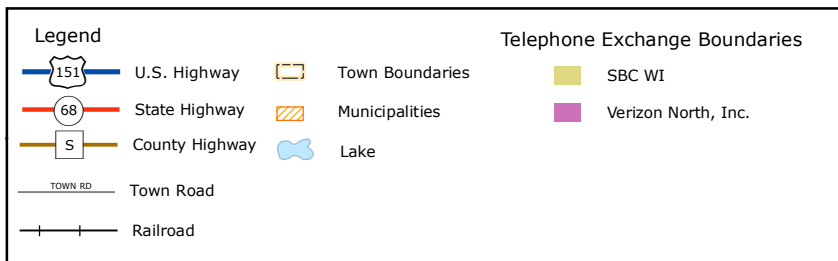 Legend
Telephone Exchange Boundaries
151
U.S. Highway
Town Boundaries
SBC WI
68
State Highway
Municipalities
Verizon North, Inc.
S
County Highway
Lake
TOWN RD
Town Road
Railroad